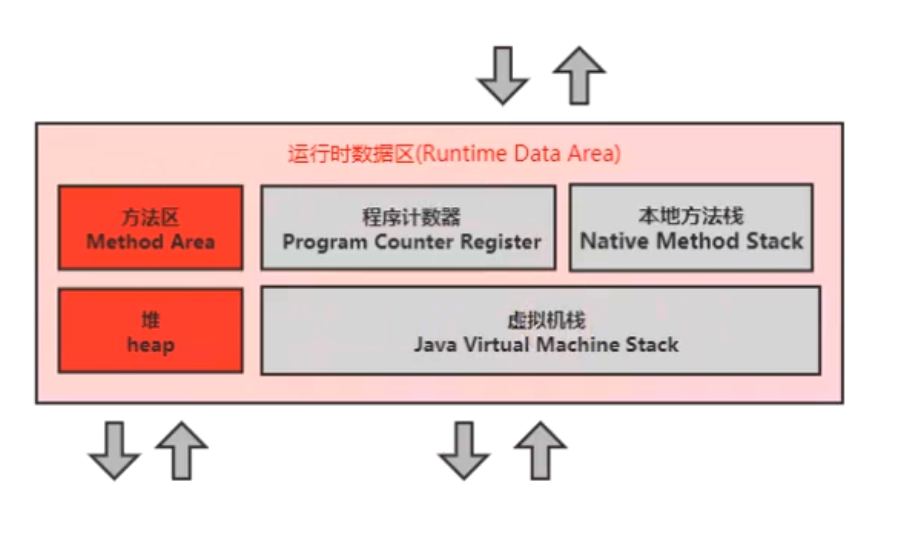 运行时数据区(Runtime Data Area)
方法区
Method Area
程序计数器
Program Counter Register
本地方法栈
Native Method Stack
堆
heap
虚拟机栈
Java Virtual Machine Stack